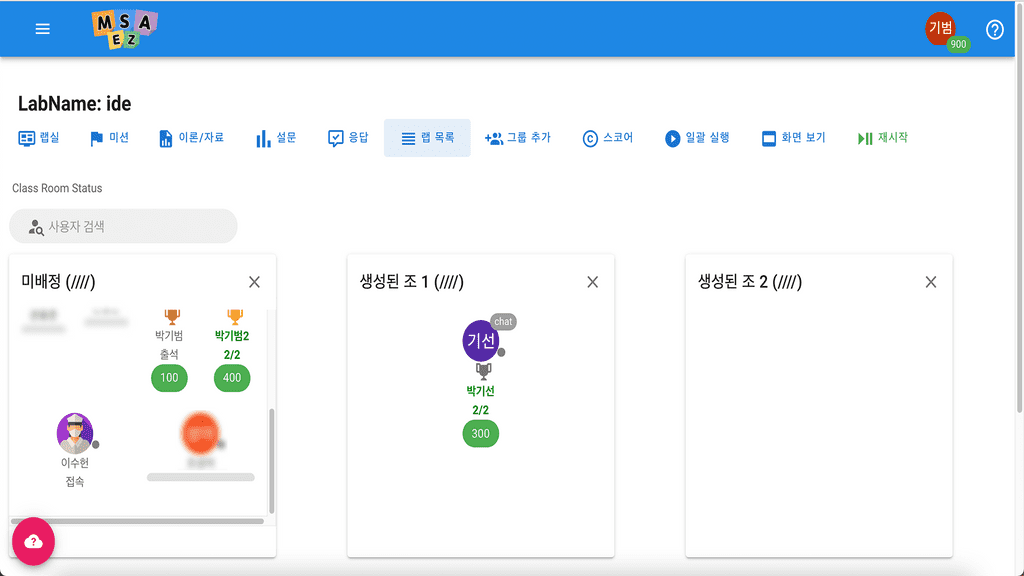 MSA
EZ
기범
900
LabName: ide
랩실
미션
이론/자료
설문
응답
랩 목록
그룹 추가
스코어
일괄 실행
화면 보기
재시작
Class Room Status
사용자 검색
미배정 (////)
박기범
출석
100
박기범2
2/2
400
이수헌
접속
생성된 조 1 (////)
chat
기선
박기선
2/2
300
생성된 조 2 (////)